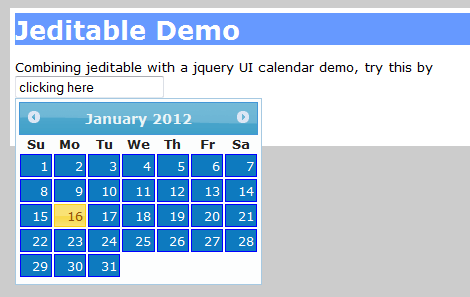 Jeditable Demo
Combining jeditable with a jquery UI calendar demo, try this by
clicking here
January 2012
Su Mo Tu We Th Fr Sa
1 2 3 4 5 6 7
8 9 10 11 12 13 14
15 16 17 18 19 20 21
22 23 24 25 26 27 28
29 30 31